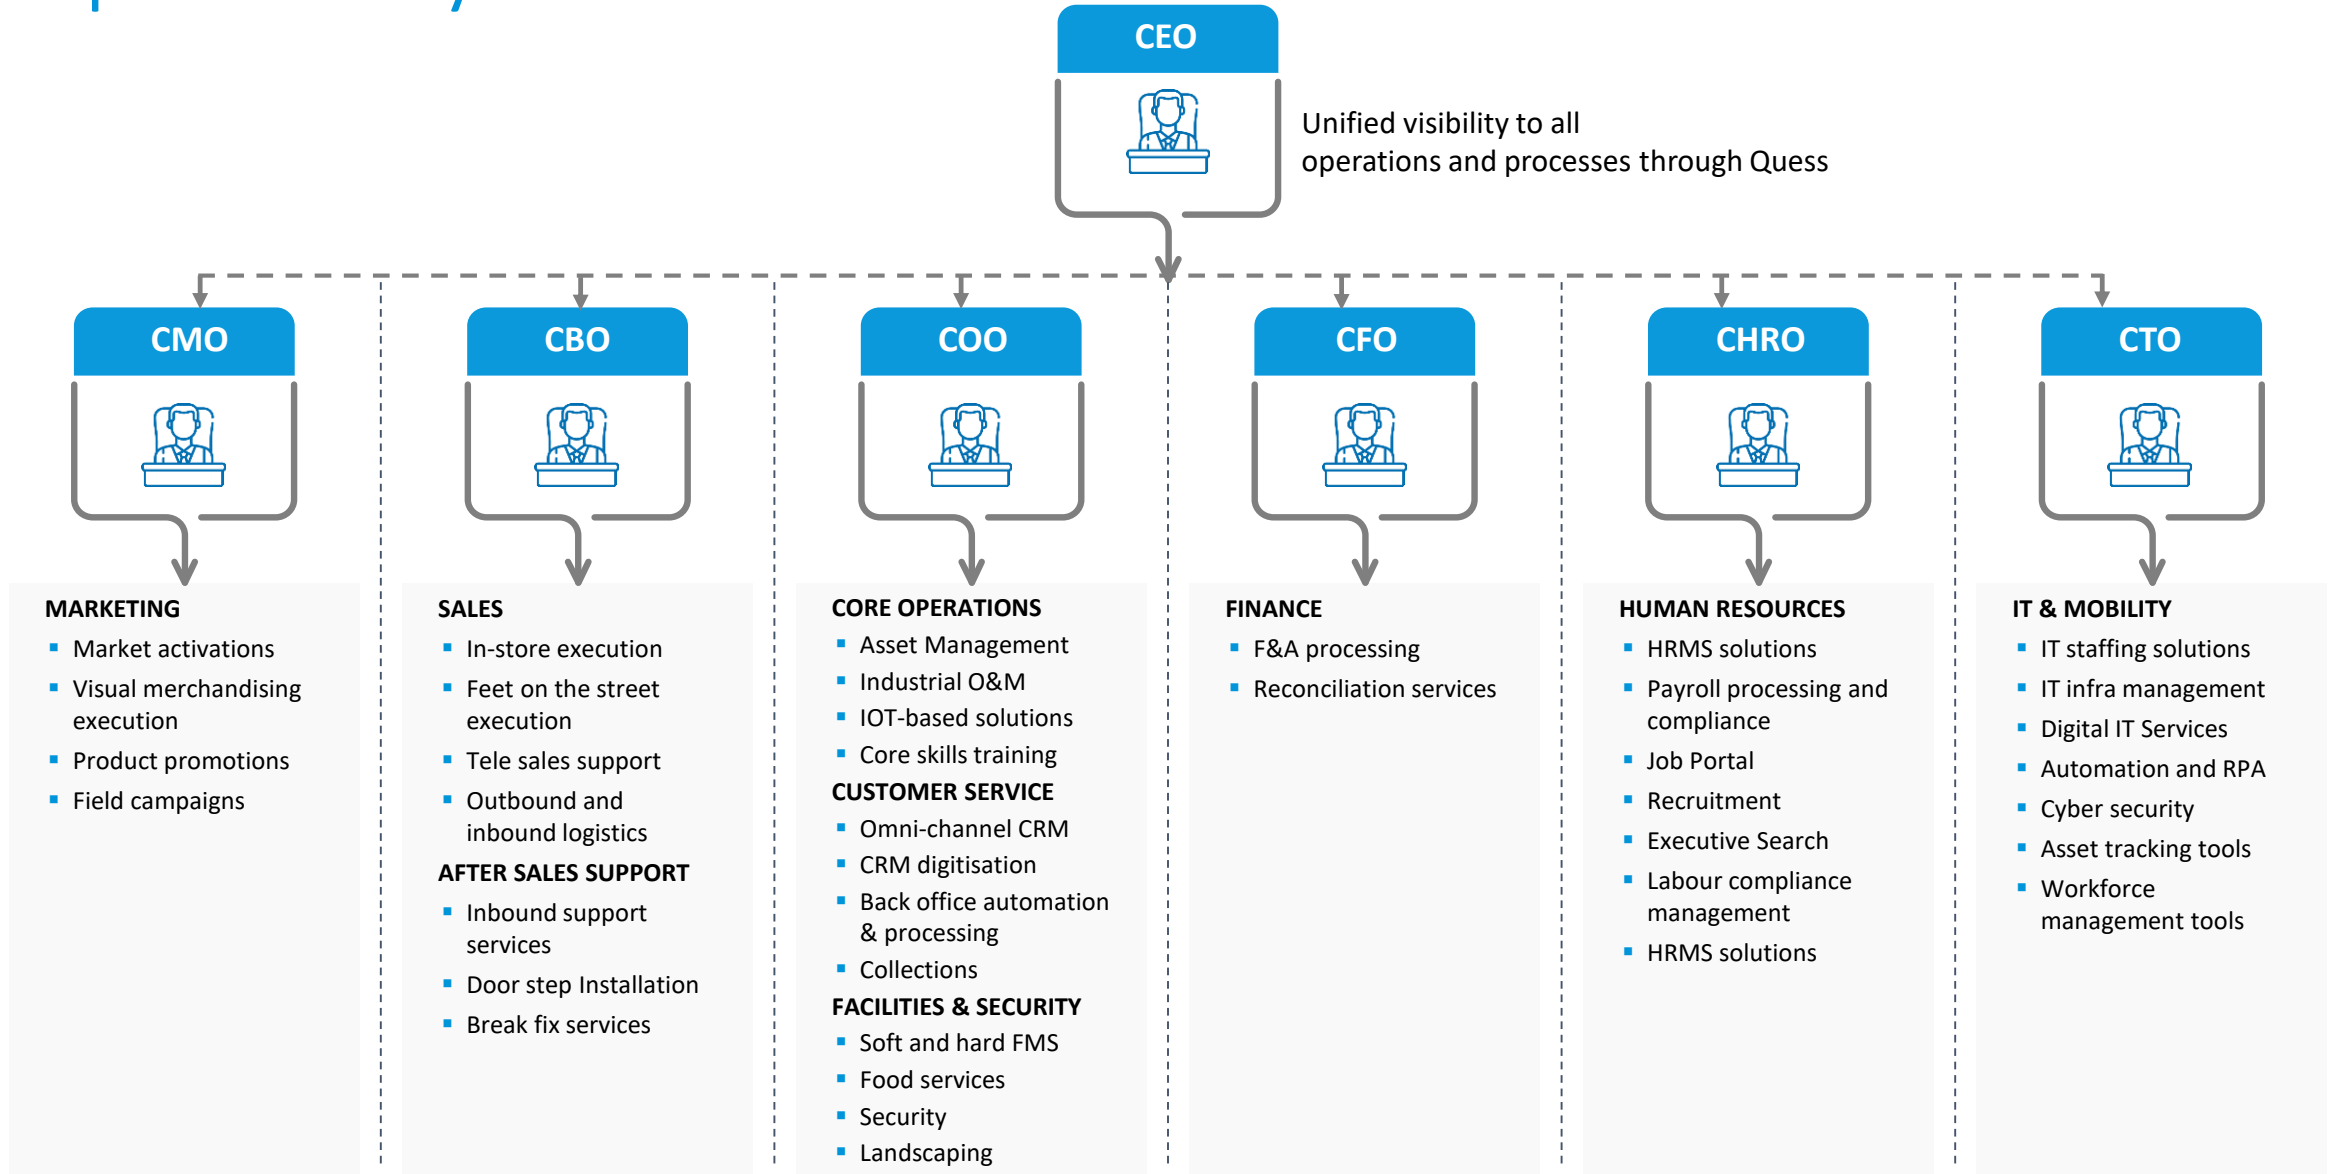 CEO
Unified visibility to all
operations and processes through Quess
CMO
CBO
COO
CFO
CHRO
CTO
MARKETING
Market activations
Visual merchandising
execution
Product promotions
Field campaigns
SALES
In-store execution
Feet on the street
execution
Tele sales support
Outbound and
inbound logistics
AFTER SALES SUPPORT
Inbound support
services
Door step Installation
Break fix services
CORE OPERATIONS
Asset Management
Industrial O&M
IOT-based solutions
Core skills training
CUSTOMER SERVICE
Omni-channel CRM
CRM digitisation
Back office automation
& processing
Collections
FACILITIES & SECURITY
Soft and hard FMS
Food services
Security
Landscaping
FINANCE
F&A processing
Reconciliation services
HUMAN RESOURCES
HRMS solutions
Payroll processing and
compliance
Job Portal
Recruitment
Executive Search
Labour compliance
management
HRMS solutions
IT & MOBILITY
IT staffing solutions
IT infra management
Digital IT Services
Automation and RPA
Cyber security
Asset tracking tools
Workforce
management tools